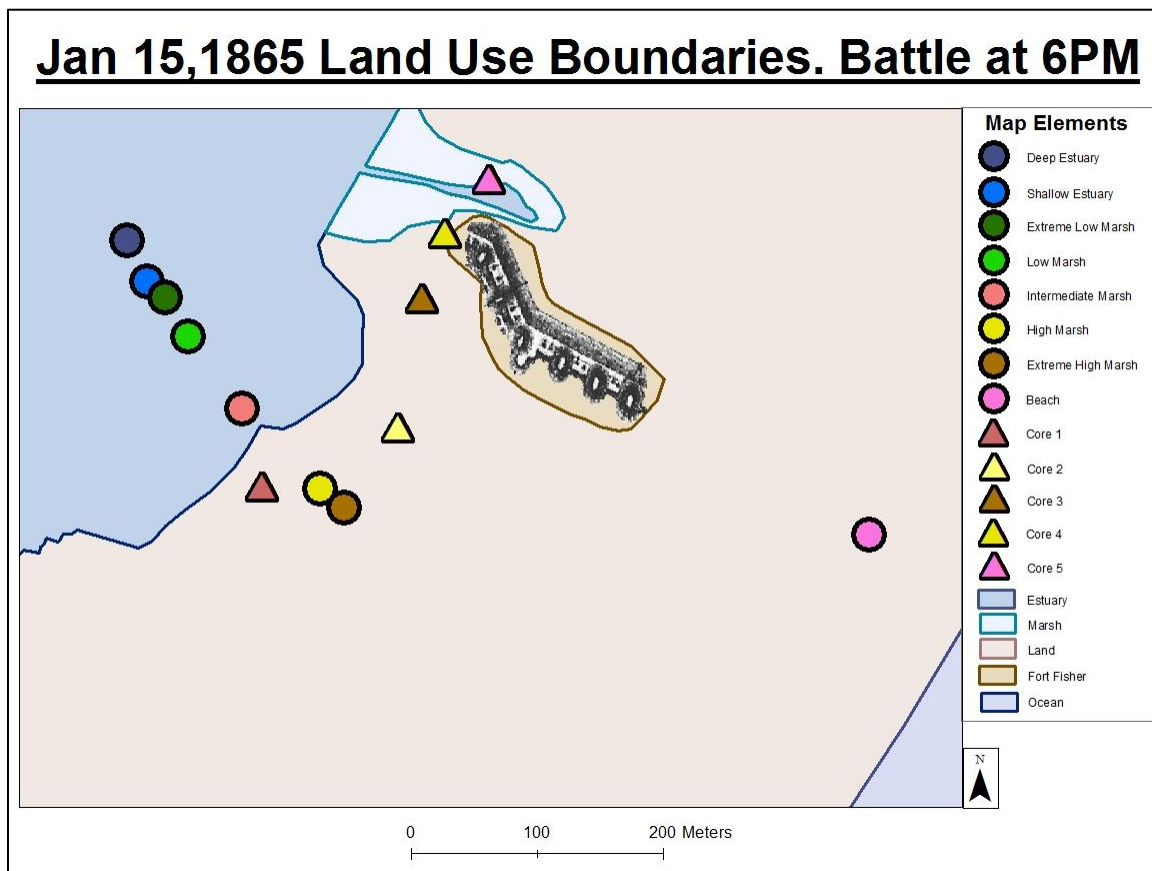 Jan 15,1865 Land Use Boundaries. Battle at 6PM
Map Elements
Deep Estuary
Shallow Estuary
Extreme Low Marsh
Low Marsh
Intermediate Marsh
High Marsh
Extreme High Marsh
Beach
Core 1
Core 2
Core 3
Core 4
Core 5
Estuary
Marsh
Land
Fort Fisher
Ocean
N
0 100 200 Meters